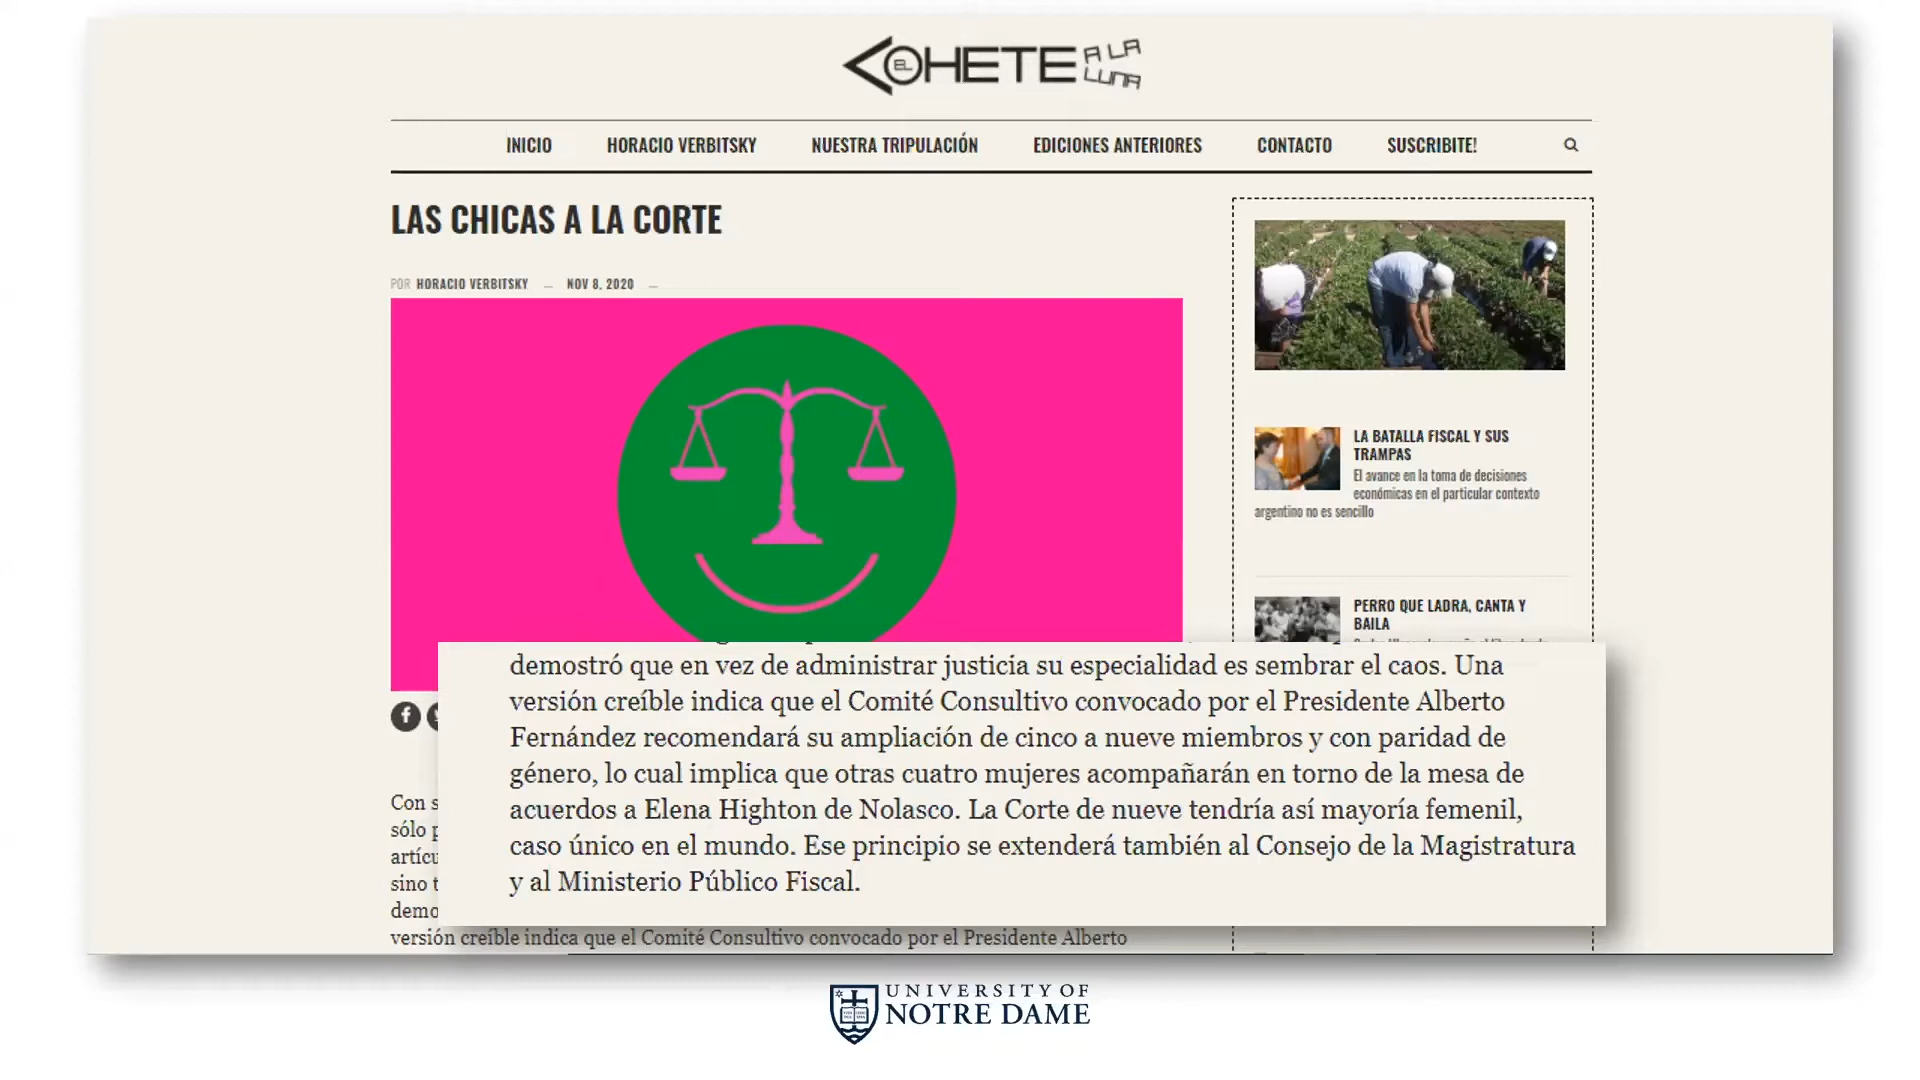 EL COHETE A LA LUNA
INICIO HORACIO VERBITSKY NUESTRA TRIPULACIÓN EDICIONES ANTERIORES CONTACTO SUSCRIBITE!
LAS CHICAS A LA CORTE
POR HORACIO VERBITSKY — NOV 8, 2020 —
demostró que en vez de administrar justicia su especialidad es sembrar el caos. Una
versión creíble indica que el Comité Consultivo convocado por el Presidente Alberto
Fernández recomendará su ampliación de cinco a nueve miembros y con paridad de
género, lo cual implica que otras cuatro mujeres acompañarán en torno de la mesa de
acuerdos a Elena Highton de Nolasco. La Corte de nueve tendría así mayoría femenil,
caso único en el mundo. Ese principio se extenderá también al Consejo de la Magistratura
y al Ministerio Público Fiscal.
Con s
sólo p
artícu
sino t
demo
versión creíble indica que el Comité Consultivo convocado por el Presidente Alberto
LA BATALLA FISCAL Y SUS
TRAMPAS
El avance en la toma de decisiones
económicas en el particular contexto
argentino no es sencillo
PERRO QUE LADRA, CANTA Y
BAILA
UNIVERSITY OF
NOTRE DAME